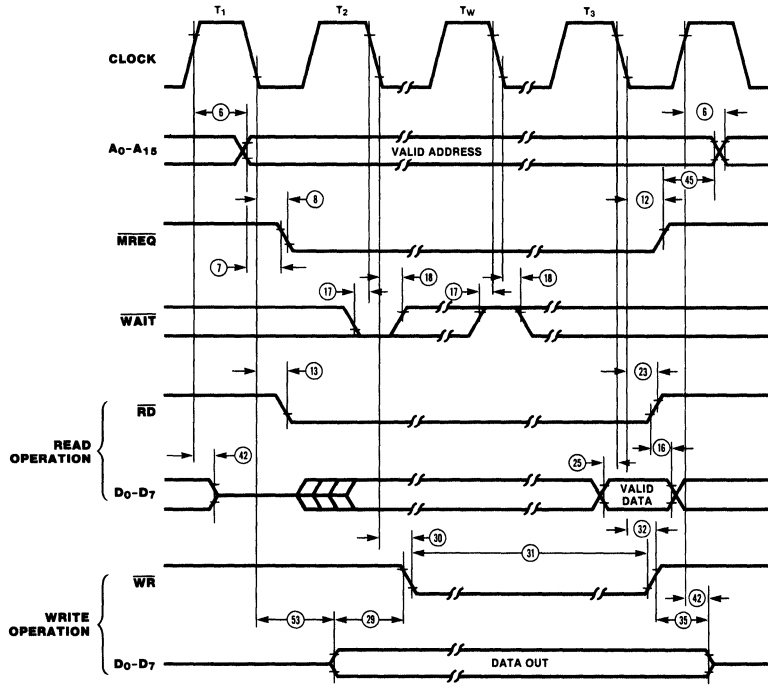 T1 T2 TW T3
CLOCK
6 6
A0–A15 VALID ADDRESS
45
8 12
MREQ
7
17 18 17 18
WAIT
13 23
RD
READ OPERATION
42 16
25
D0–D7 VALID DATA
30 32
31
WR
42
WRITE OPERATION
53 29 35
D0–D7 DATA OUT